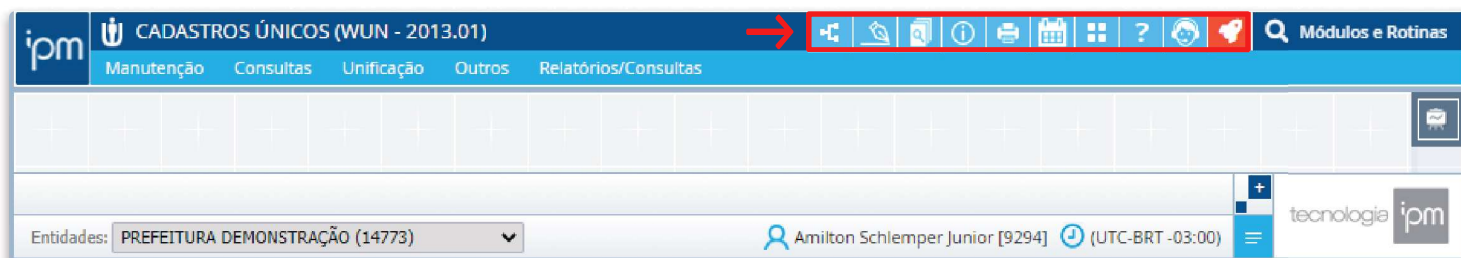 ipm
CADASTROS ÚNICOS (WUN - 2013.01)
?
Módulos e Rotinas
Manutenção Consultas Unificação Outros Relatórios/Consultas
+
Entidades: PREFEITURA DEMONSTRAÇÃO (14773)
Amilton Schlemper Junior [9294] (UTC-BRT -03:00)
tecnologia ipm